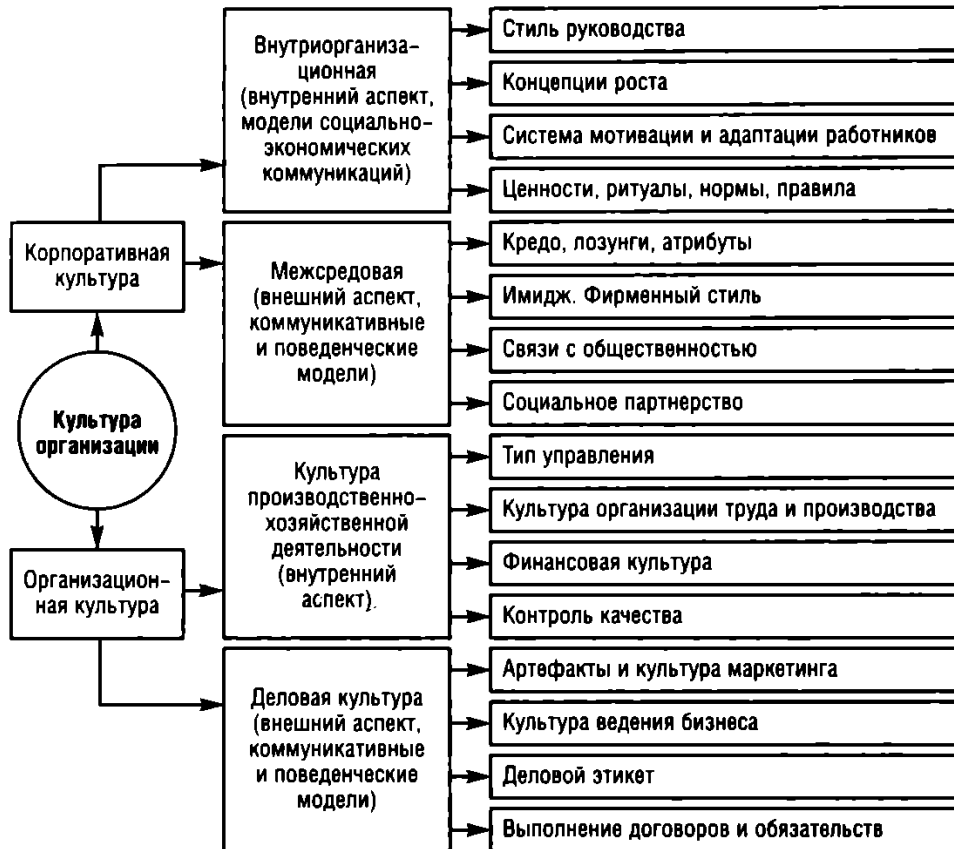 Культура
организации
Корпоративная
культура
Внутриорганиза-
ционная
(внутренний аспект,
модели социально-
экономических
коммуникаций)
Стиль руководства
Концепции роста
Система мотивации и адаптации работников
Ценности, ритуалы, нормы, правила
Межсредовая
(внешний аспект,
коммуникативные
и поведенческие
модели)
Кредо, лозунги, атрибуты
Имидж. Фирменный стиль
Связи с общественностью
Социальное партнерство
Организацион-
ная культура
Культура
производственно-
хозяйственной
деятельности
(внутренний
аспект).
Тип управления
Культура организации труда и производства
Финансовая культура
Контроль качества
Деловая культура
(внешний аспект,
коммуникативные
и поведенческие
модели)
Артефакты и культура маркетинга
Культура ведения бизнеса
Деловой этикет
Выполнение договоров и обязательств